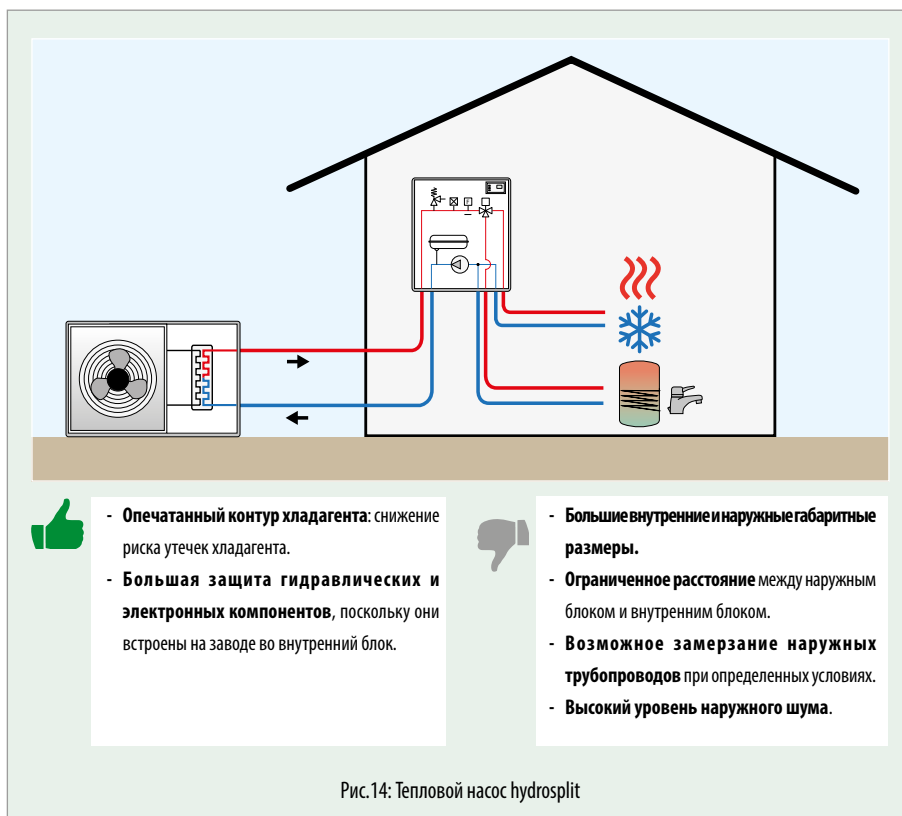 - Опечатанный контур хладагента: снижение
риска утечек хладагента.
- Большая защита гидравлических и
электронных компонентов, поскольку они
встроены на заводе во внутренний блок.
- Большие внутренние и наружные габаритные
размеры.
- Ограниченное расстояние между наружным
блоком и внутренним блоком.
- Возможное замерзание наружных
трубопроводов при определенных условиях.
- Высокий уровень наружного шума.
Рис.14: Тепловой насос hydrosplit